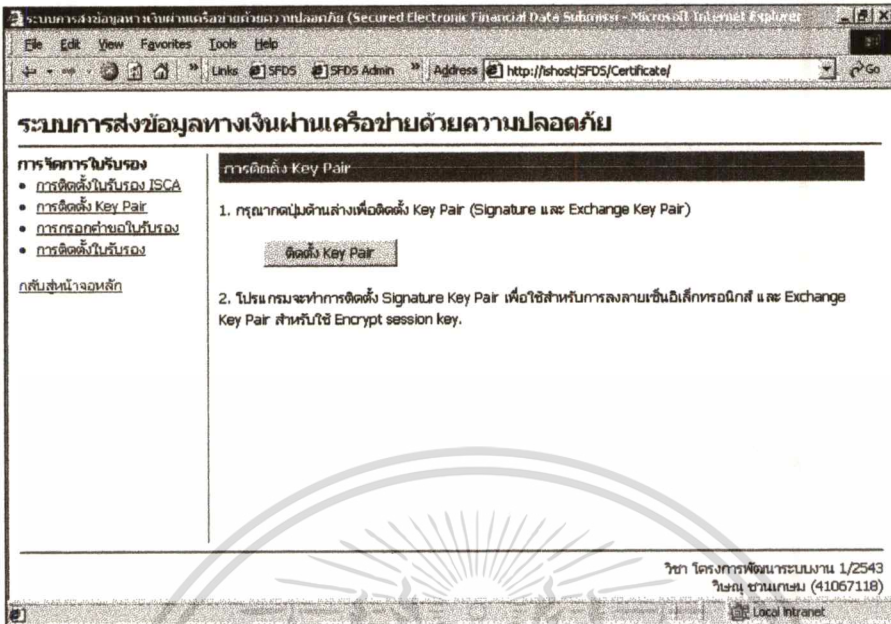 ระบบการส่งข้อมูลทางเงินผ่านเครือข่ายด้วยความปลอดภัย (Secured Electronic Financial Data Submissi - Microsoft Internet Explorer
File Edit View Favorites Tools Help
Links SFDS SFDS Admin Address http://ishost/SFDS/Certificate/ Go
ระบบการส่งข้อมูลทางเงินผ่านเครือข่ายด้วยความปลอดภัย
การจัดการใบรับรอง
การติดตั้งใบรับรอง ISCA
การติดตั้ง Key Pair
การกรอกคำขอใบรับรอง
การติดตั้งใบรับรอง
กลับสู่หน้าจอหลัก
การติดตั้ง Key Pair
1. กรุณากดปุ่มด้านล่างเพื่อติดตั้ง Key Pair (Signature และ Exchange Key Pair)
ติดตั้ง Key Pair
2. โปรแกรมจะทำการติดตั้ง Signature Key Pair เพื่อใช้สำหรับการลงลายเซ็นอิเล็กทรอนิกส์ และ Exchange
Key Pair สำหรับใช้ Encrypt session key.
วิชา โครงการพัฒนาระบบงาน 1/2543
วิษณุ ชานเกษม (41067118)
Local intranet